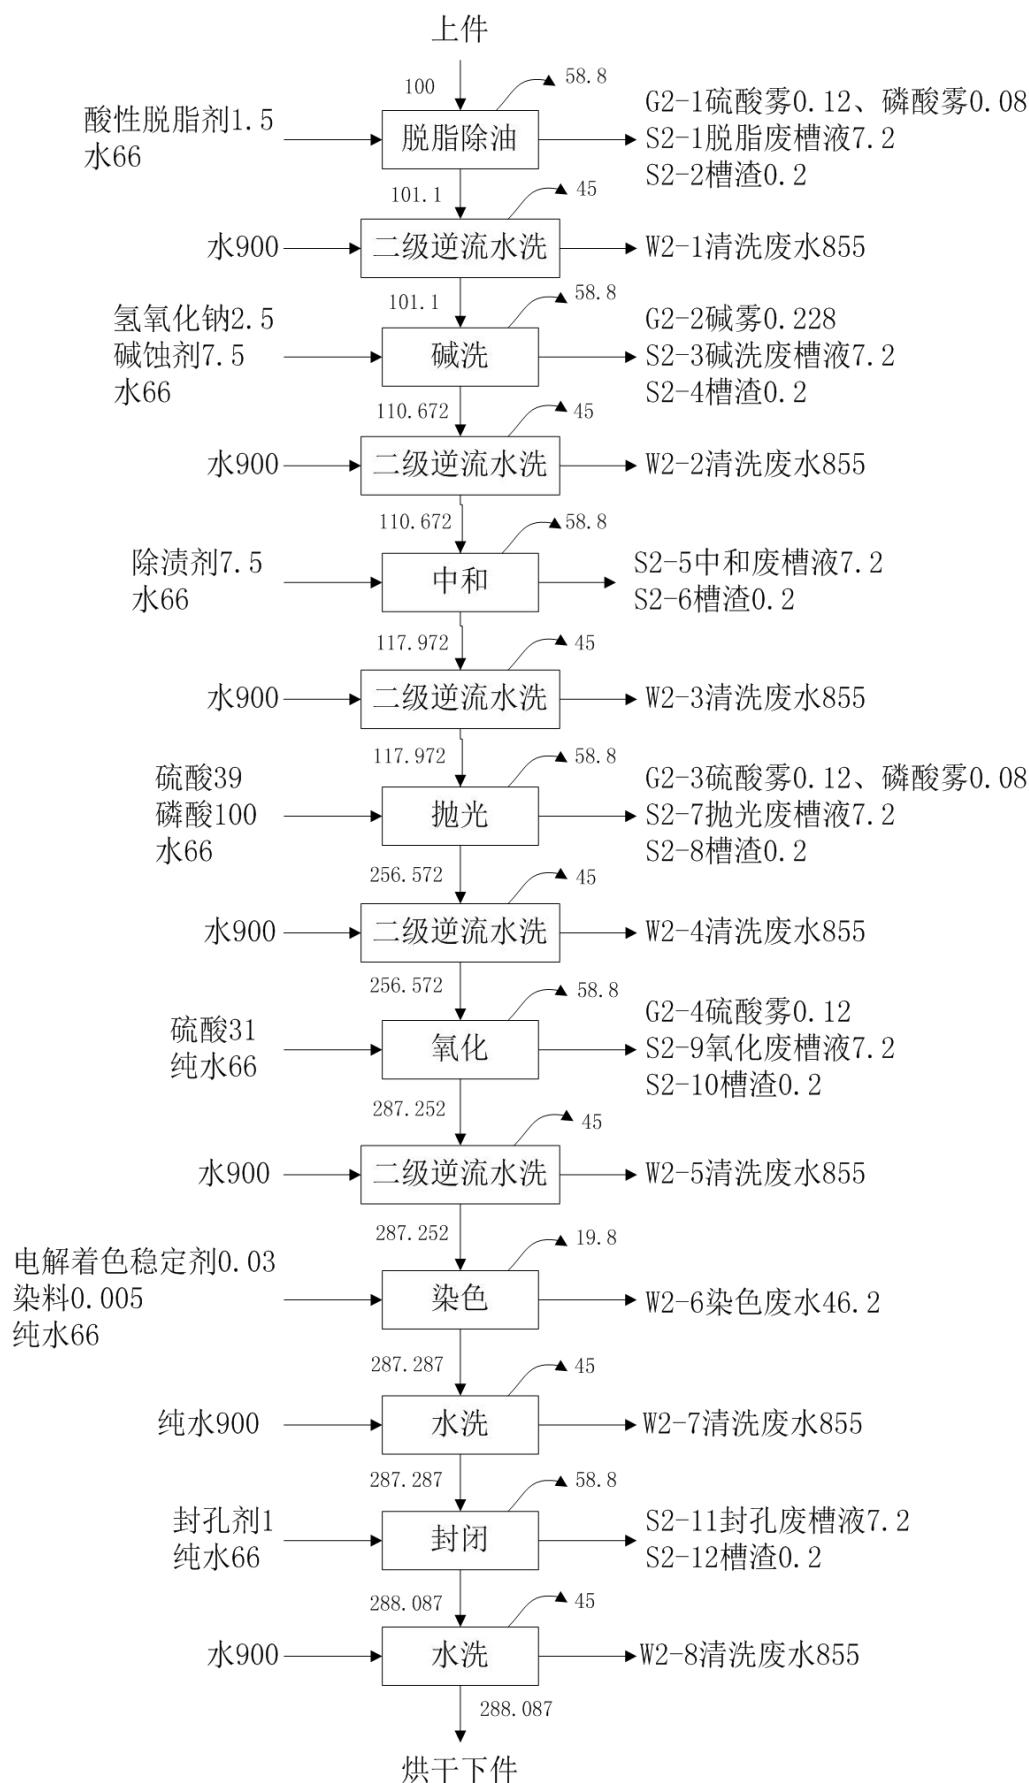 上件
100
58.8
酸性脱脂剂1.5
水66
脱脂除油
G2-1硫酸雾0.12、磷酸雾0.08
S2-1脱脂废槽液7.2
S2-2槽渣0.2
101.1
45
水900
二级逆流水洗
W2-1清洗废水855
101.1
58.8
氢氧化钠2.5
碱蚀剂7.5
水66
碱洗
G2-2碱雾0.228
S2-3碱洗废槽液7.2
S2-4槽渣0.2
110.672
45
水900
二级逆流水洗
W2-2清洗废水855
110.672
58.8
除渍剂7.5
水66
中和
S2-5中和废槽液7.2
S2-6槽渣0.2
117.972
45
水900
二级逆流水洗
W2-3清洗废水855
117.972
58.8
硫酸39
磷酸100
水66
抛光
G2-3硫酸雾0.12、磷酸雾0.08
S2-7抛光废槽液7.2
S2-8槽渣0.2
256.572
45
水900
二级逆流水洗
W2-4清洗废水855
256.572
58.8
硫酸31
纯水66
氧化
G2-4硫酸雾0.12
S2-9氧化废槽液7.2
S2-10槽渣0.2
287.252
45
水900
二级逆流水洗
W2-5清洗废水855
287.252
19.8
电解着色稳定剂0.03
染料0.005
纯水66
染色
W2-6染色废水46.2
287.287
45
纯水900
水洗
W2-7清洗废水855
287.287
58.8
封孔剂1
纯水66
封闭
S2-11封孔废槽液7.2
S2-12槽渣0.2
288.087
45
水900
水洗
W2-8清洗废水855
288.087
烘干下件